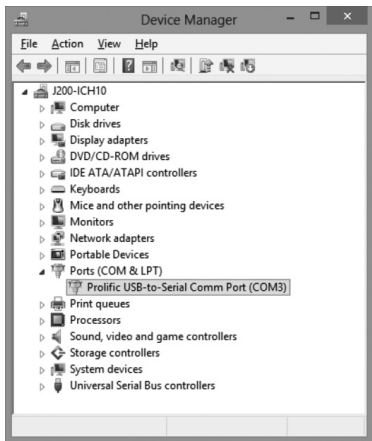 Device Manager
File Action View Help
J200-ICH10
Computer
Disk drives
Display adapters
DVD/CD-ROM drives
IDE ATA/ATAPI controllers
Keyboards
Mice and other pointing devices
Monitors
Network adapters
Portable Devices
Ports (COM & LPT)
Prolific USB-to-Serial Comm Port (COM3)
Print queues
Processors
Sound, video and game controllers
Storage controllers
System devices
Universal Serial Bus controllers